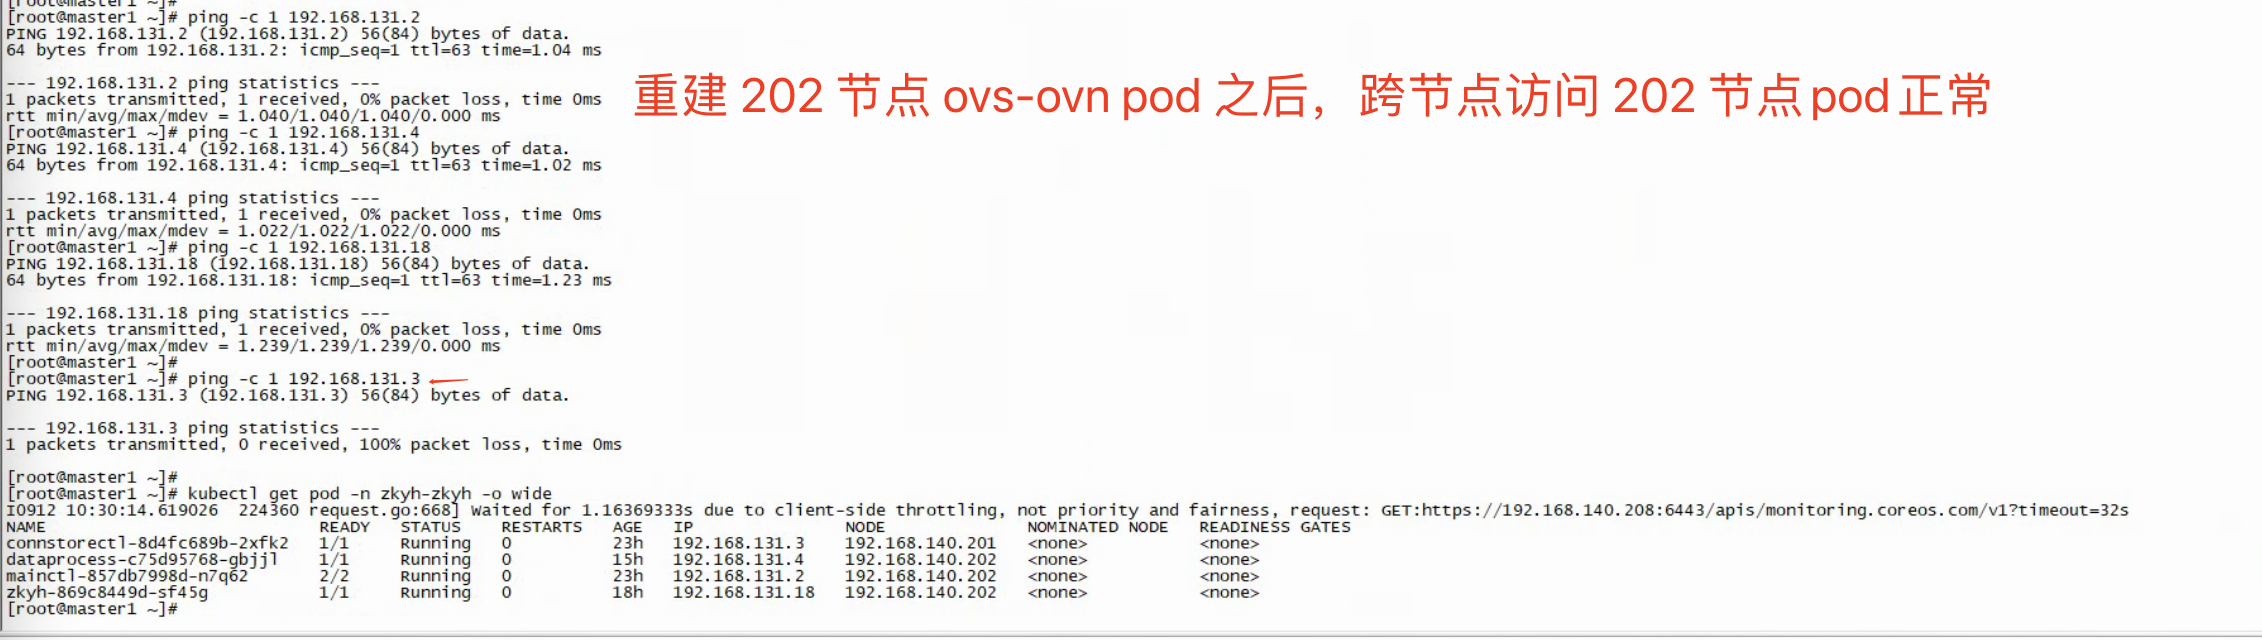 [root@master1 ~]#
[root@master1 ~]# ping -c 1 192.168.131.2
PING 192.168.131.2 (192.168.131.2) 56(84) bytes of data.
64 bytes from 192.168.131.2: icmp_seq=1 ttl=63 time=1.04 ms
--- 192.168.131.2 ping statistics ---
1 packets transmitted, 1 received, 0% packet loss, time 0ms
rtt min/avg/max/mdev = 1.040/1.040/1.040/0.000 ms
重建 202 节点 ovs-ovn pod 之后，跨节点访问 202 节点pod正常
[root@master1 ~]# ping -c 1 192.168.131.4
PING 192.168.131.4 (192.168.131.4) 56(84) bytes of data.
64 bytes from 192.168.131.4: icmp_seq=1 ttl=63 time=1.02 ms
--- 192.168.131.4 ping statistics ---
1 packets transmitted, 1 received, 0% packet loss, time 0ms
rtt min/avg/max/mdev = 1.022/1.022/1.022/0.000 ms
[root@master1 ~]# ping -c 1 192.168.131.18
PING 192.168.131.18 (192.168.131.18) 56(84) bytes of data.
64 bytes from 192.168.131.18: icmp_seq=1 ttl=63 time=1.23 ms
--- 192.168.131.18 ping statistics ---
1 packets transmitted, 1 received, 0% packet loss, time 0ms
rtt min/avg/max/mdev = 1.239/1.239/1.239/0.000 ms
[root@master1 ~]#
[root@master1 ~]# ping -c 1 192.168.131.3
PING 192.168.131.3 (192.168.131.3) 56(84) bytes of data.
--- 192.168.131.3 ping statistics ---
1 packets transmitted, 0 received, 100% packet loss, time 0ms
[root@master1 ~]#
[root@master1 ~]# kubectl get pod -n zkyh-zkyh -o wide
I0912 10:30:14.619026 224360 request.go:668] Waited for 1.16369333s due to client-side throttling, not priority and fairness, request: GET:https://192.168.140.208:6443/apis/monitoring.coreos.com/v1?timeout=32s
NAME READY STATUS RESTARTS AGE IP NODE NOMINATED NODE READINESS GATES
connstorectl-8d4fc689b-2xfk2 1/1 Running 0 23h 192.168.131.3 192.168.140.201 <none> <none>
dataprocess-c75d95768-gbjjl 1/1 Running 0 15h 192.168.131.4 192.168.140.202 <none> <none>
mainctl-857db7998d-n7q62 2/2 Running 0 23h 192.168.131.2 192.168.140.202 <none> <none>
zkyh-869c8449d-sf45g 1/1 Running 0 18h 192.168.131.18 192.168.140.202 <none> <none>
[root@master1 ~]#